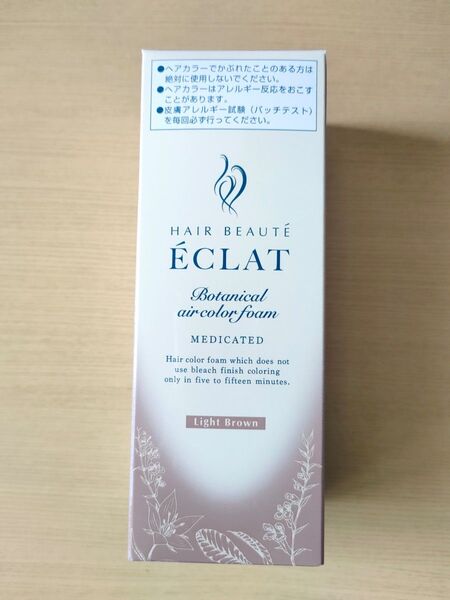 ●ヘアカラーでかぶれたことのある方は
絶対に使用しないでください。
●ヘアカラーはアレルギー反応をおこす
ことがあります。
●皮膚アレルギー試験（パッチテスト）
を毎回必ず行ってください。
HAIR BEAUTÉ
ÉCLAT
Botanical
air color foam
MEDICATED
Hair color foam which does not
use bleach finish coloring
only in five to fifteen minutes.
Light Brown